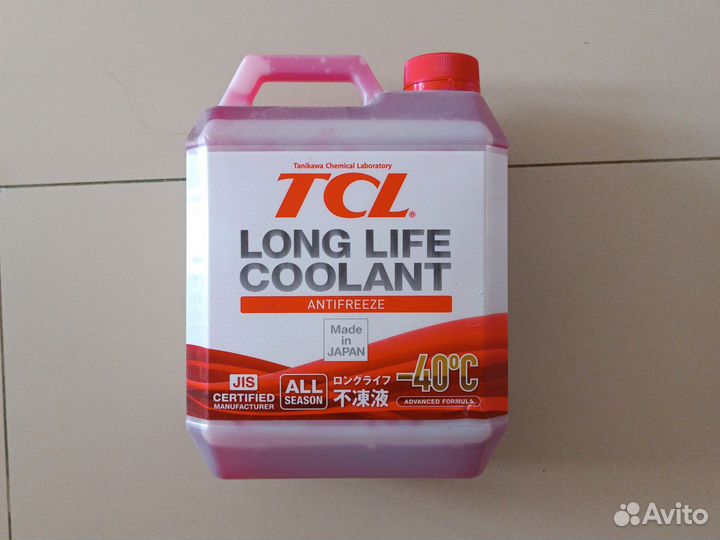 Tanikawa Chemical Laboratory
TCL®
LONG LIFE
COOLANT
ANTIFREEZE
Made
in
JAPAN
JIS
CERTIFIED
MANUFACTURER
ALL
SEASON
ロングライフ
不凍液
-40°C
ADVANCED FORMULA
Avito